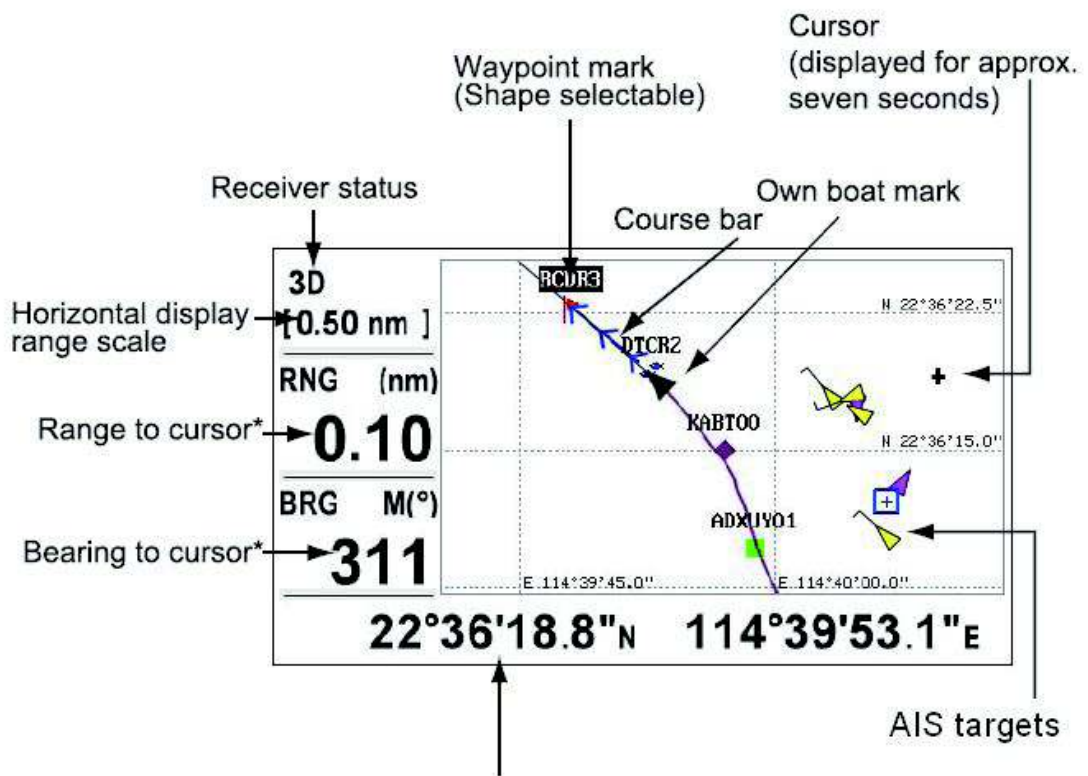 Cursor
(displayed for approx.
seven seconds)
Waypoint mark
(Shape selectable)
Receiver status
Own boat mark
Course bar
3D
RCDR3
Horizontal display
range scale
[0.50 nm ]
N 22°36'22.5"
DTCR2
RNG (nm)
Range to cursor*
0.10
KABT00
N 22°36'15.0"
BRG M(°)
ADXUY01
Bearing to cursor*
311
E 114°39'45.0"
E 114°40'00.0"
22°36'18.8"N 114°39'53.1"E
AIS targets